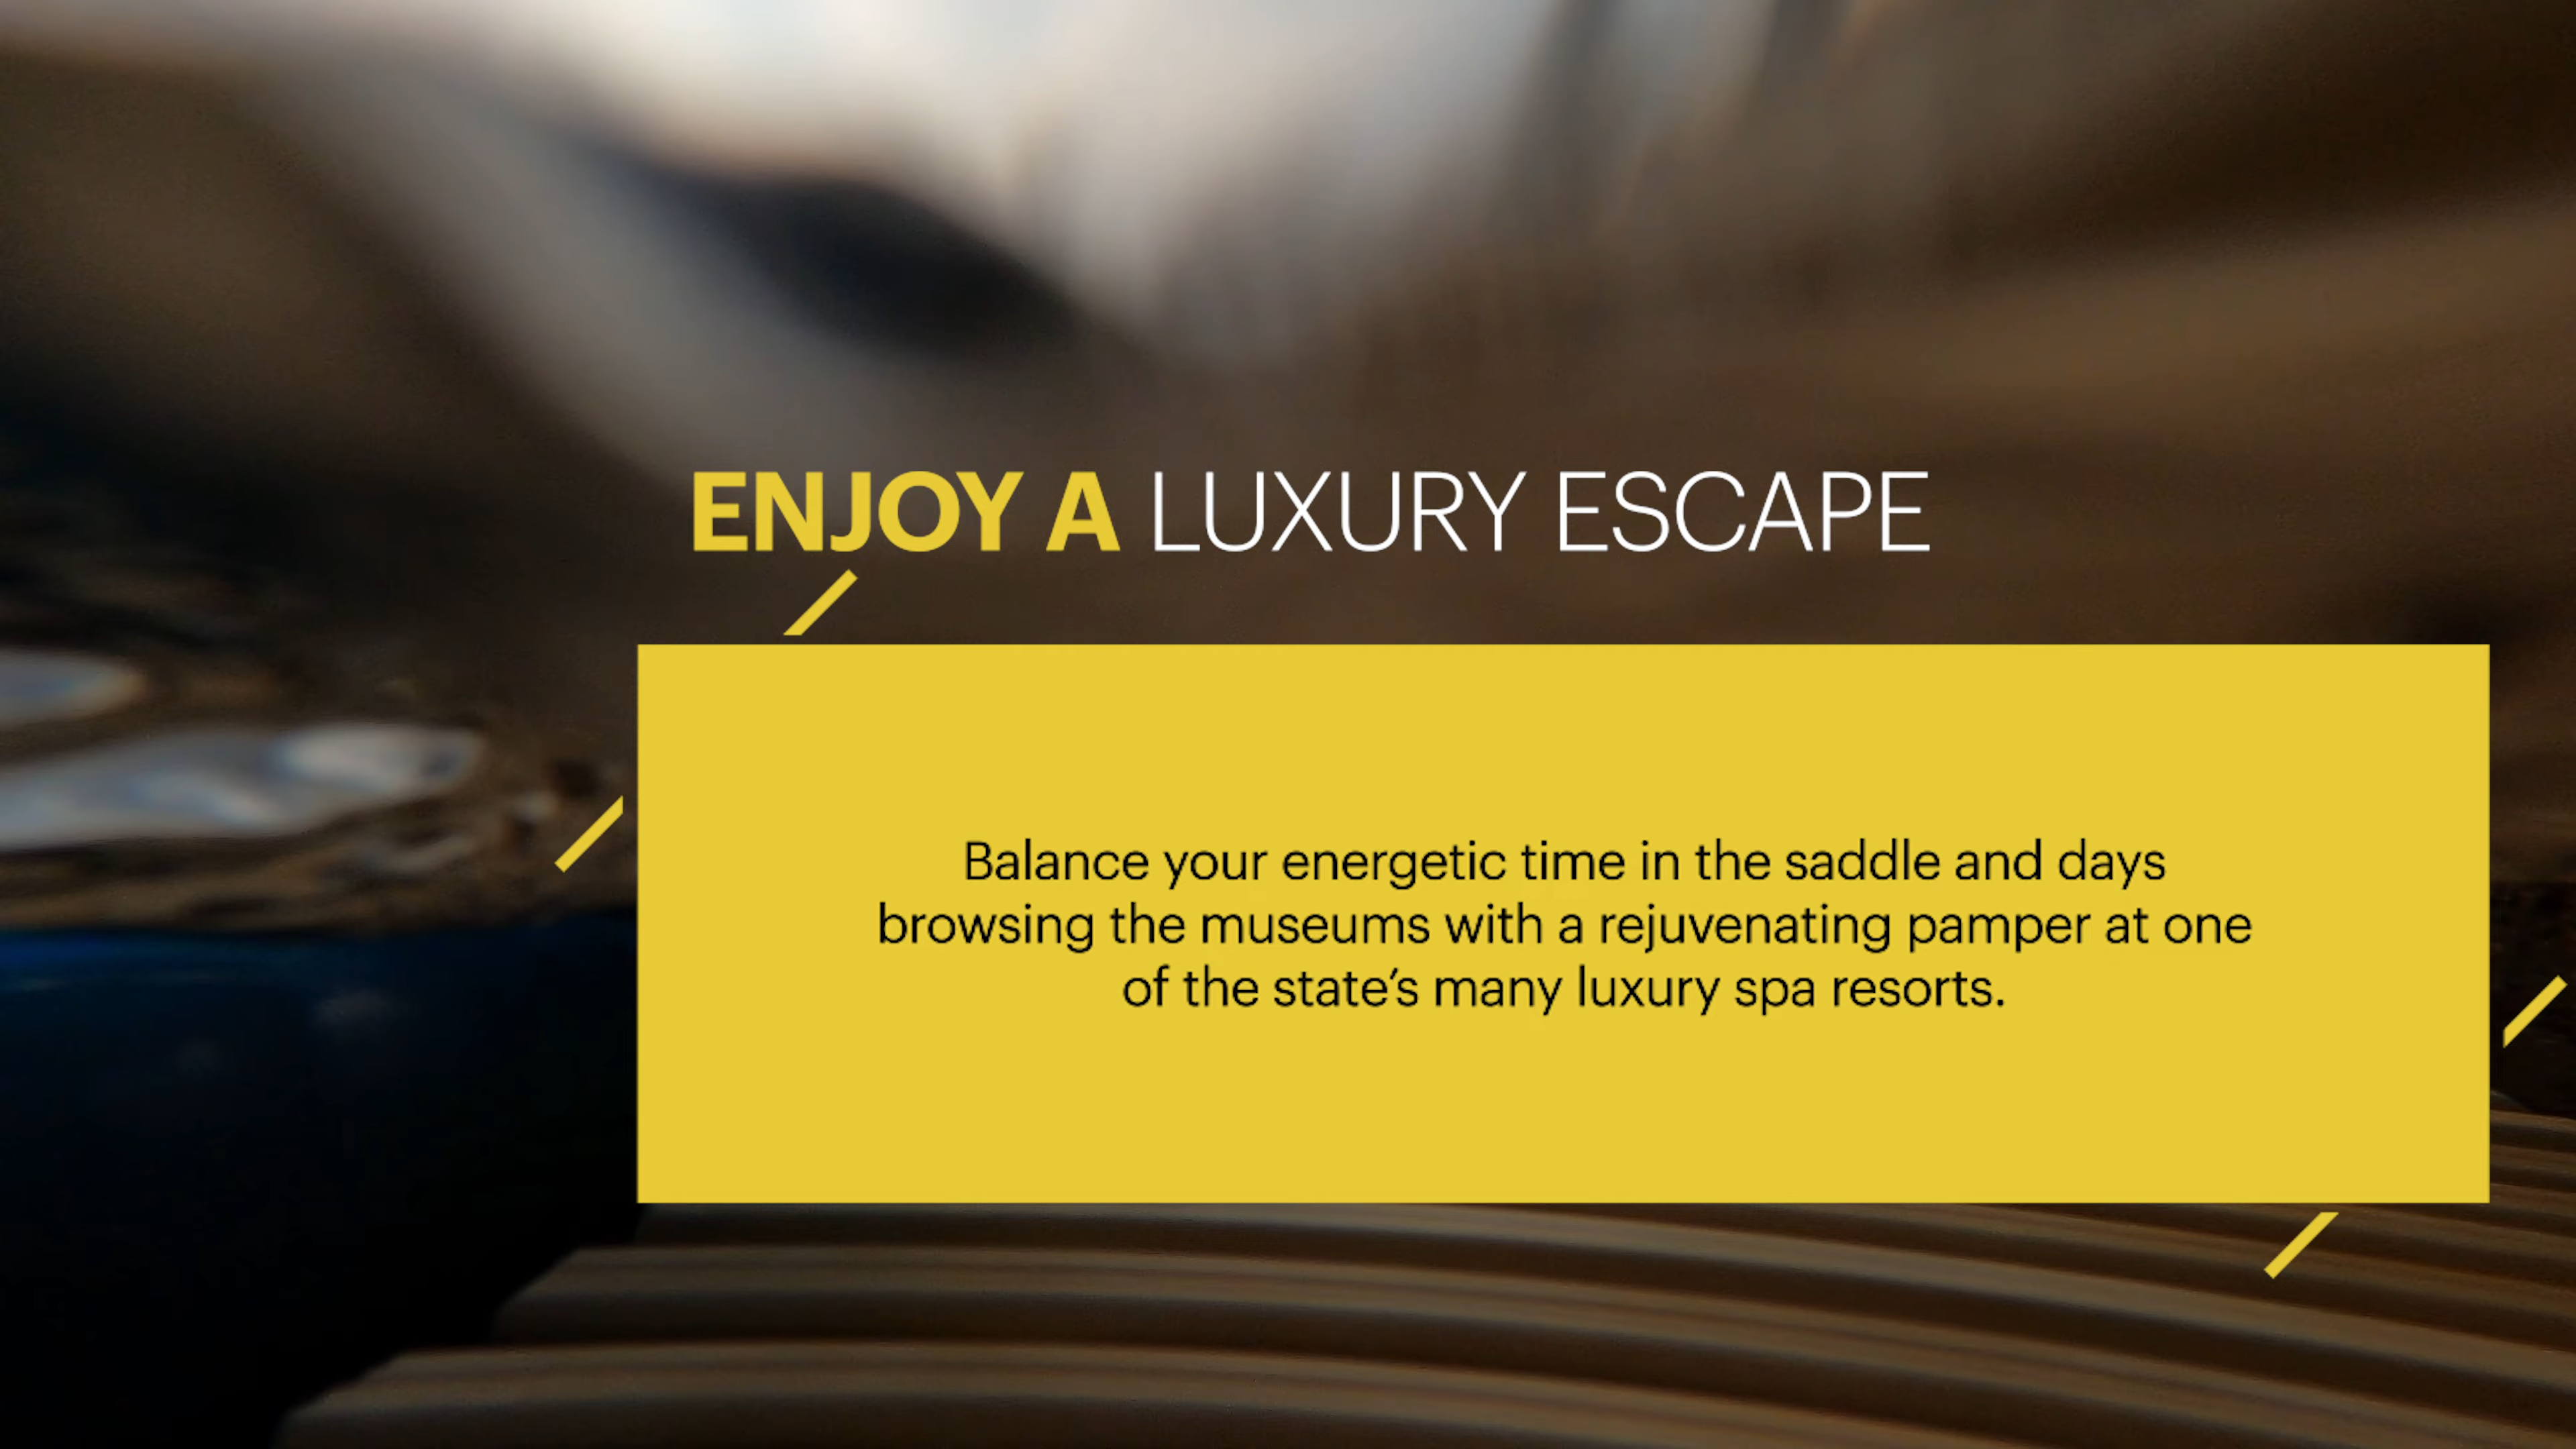 ENJOY A LUXURY ESCAPE
Balance your energetic time in the saddle and days
browsing the museums with a rejuvenating pamper at one
of the state’s many luxury spa resorts.